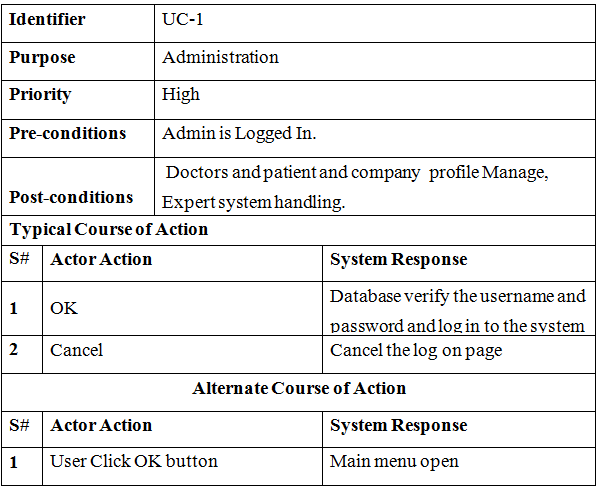 Identifier UC-1
Purpose Administration
Priority High
Pre-conditions Admin is Logged In.
Doctors and patient and company profile Manage,
Post-conditions Expert system handling.
Typical Course of Action
S# Actor Action System Response
1 OK Database verify the username and
password and log in to the system
2 Cancel Cancel the log on page
Alternate Course of Action
S# Actor Action System Response
1 User Click OK button Main menu open